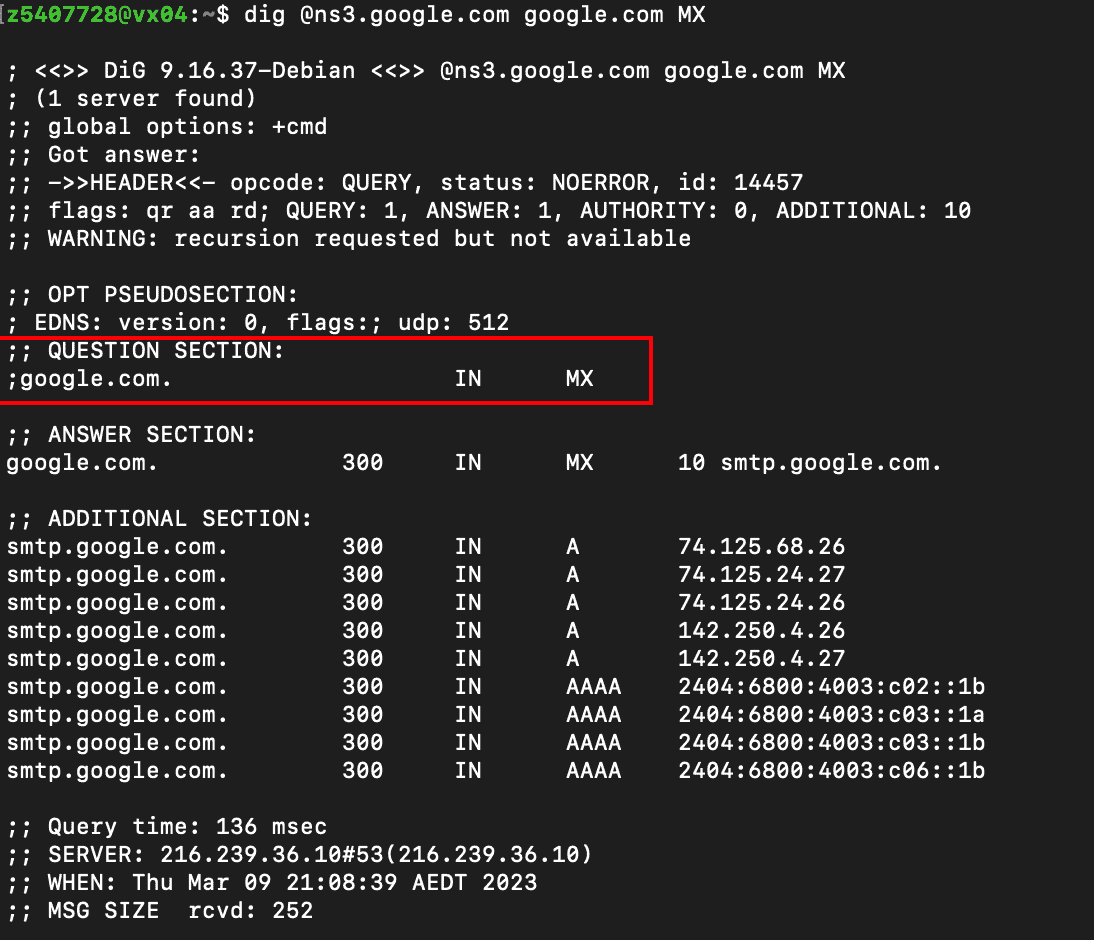 [z5407728@vx04:~$ dig @ns3.google.com google.com MX
; <<>> DiG 9.16.37-Debian <<>> @ns3.google.com google.com MX
; (1 server found)
;; global options: +cmd
;; Got answer:
;; ->>HEADER<<- opcode: QUERY, status: NOERROR, id: 14457
;; flags: qr aa rd; QUERY: 1, ANSWER: 1, AUTHORITY: 0, ADDITIONAL: 10
;; WARNING: recursion requested but not available
;; OPT PSEUDOSECTION:
; EDNS: version: 0, flags:; udp: 512
;; QUESTION SECTION:
;google.com. IN MX
;; ANSWER SECTION:
google.com. 300 IN MX 10 smtp.google.com.
;; ADDITIONAL SECTION:
smtp.google.com. 300 IN A 74.125.68.26
smtp.google.com. 300 IN A 74.125.24.27
smtp.google.com. 300 IN A 74.125.24.26
smtp.google.com. 300 IN A 142.250.4.26
smtp.google.com. 300 IN A 142.250.4.27
smtp.google.com. 300 IN AAAA 2404:6800:4003:c02::1b
smtp.google.com. 300 IN AAAA 2404:6800:4003:c03::1a
smtp.google.com. 300 IN AAAA 2404:6800:4003:c03::1b
smtp.google.com. 300 IN AAAA 2404:6800:4003:c06::1b
;; Query time: 136 msec
;; SERVER: 216.239.36.10#53(216.239.36.10)
;; WHEN: Thu Mar 09 21:08:39 AEDT 2023
;; MSG SIZE rcvd: 252